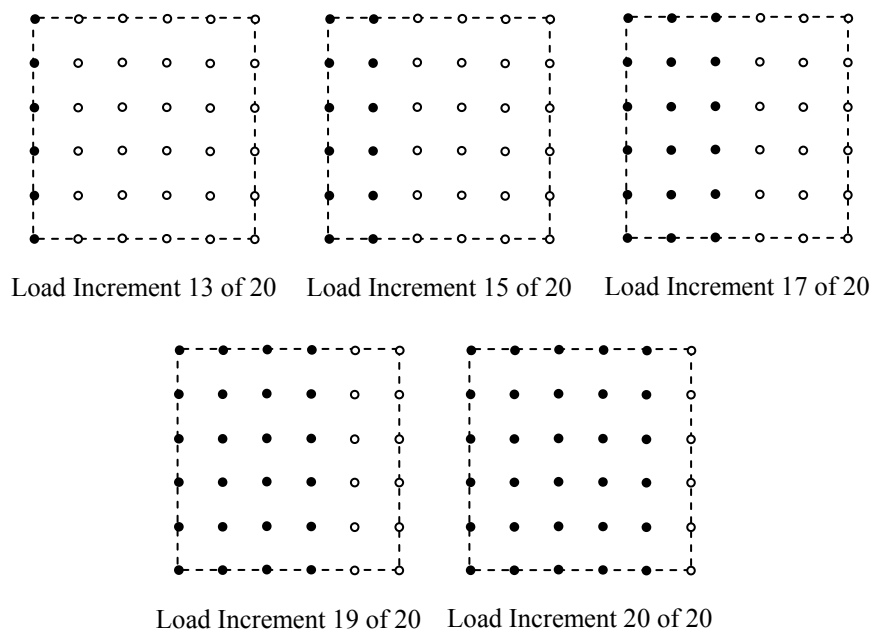 Load Increment 13 of 20
Load Increment 15 of 20
Load Increment 17 of 20
Load Increment 19 of 20
Load Increment 20 of 20